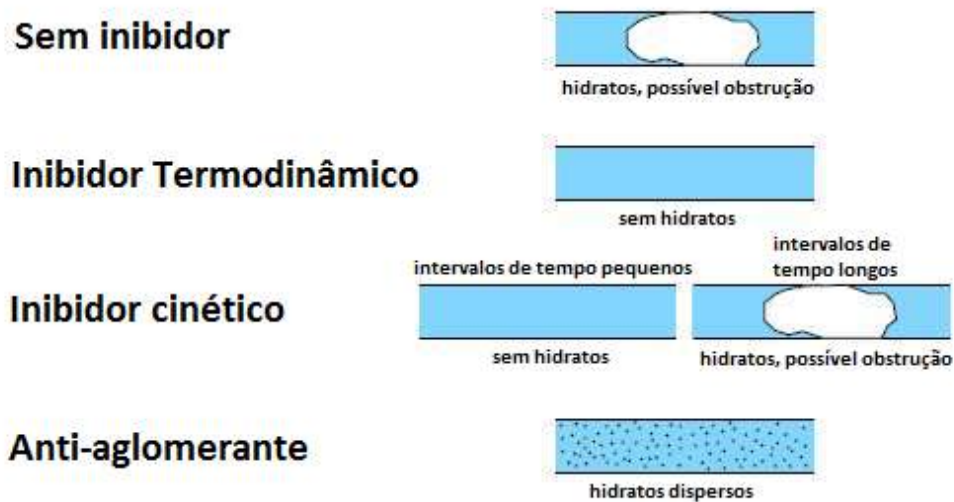 Sem inibidor
hidratos, possível obstrução
Inibidor Termodinâmico
sem hidratos
intervalos de tempo pequenos
intervalos de
tempo longos
Inibidor cinético
sem hidratos
hidratos, possível obstrução
Anti-aglomerante
hidratos dispersos